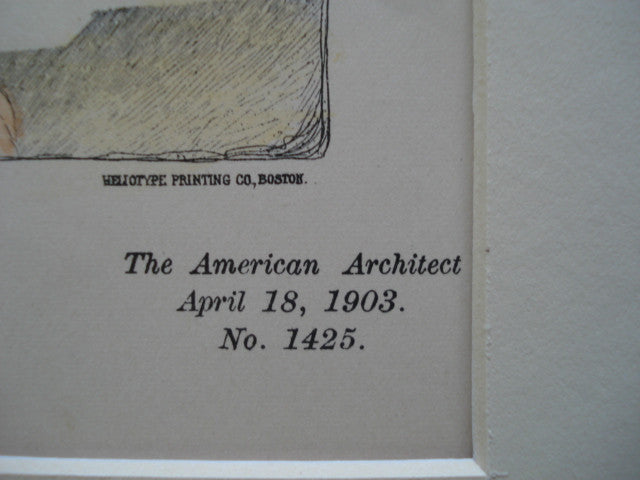 HELIOTYPE PRINTING CO., BOSTON.
The American Architect
April 18, 1903.
No. 1425.